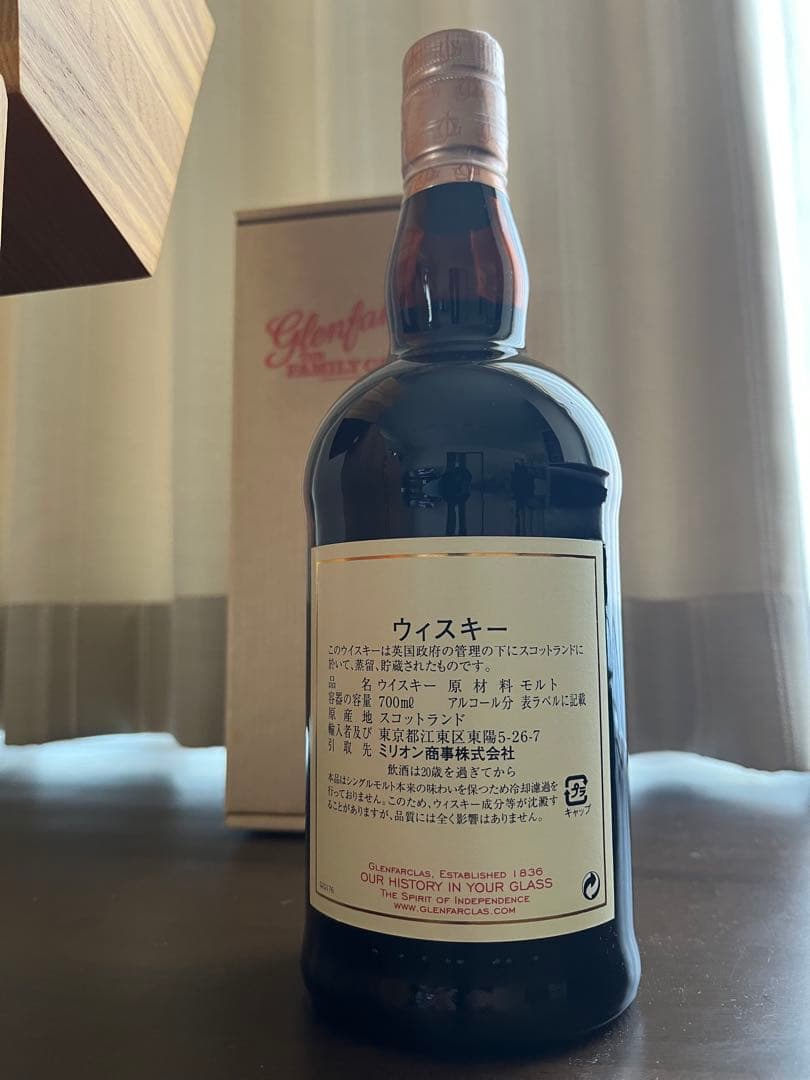 Glenfar
THE
FAMILY C
ウィスキー
このウイスキーは英国政府の管理の下にスコットランドに
於いて、蒸留、貯蔵されたものです。
品名 ウイスキー 原材料 モルト
容器の容量 700mℓ アルコール分 表ラベルに記載
原産地 スコットランド
輸入者及び 東京都江東区東陽5-26-7
引取先 ミリオン商事株式会社
飲酒は20歳を過ぎてから
本品はシングルモルト本来の味わいを保つため冷却濾過を
行っておりません。このため、ウィスキー成分等が沈澱す
ることがありますが、品質には全く影響はありません。
プラ
キャップ
GLENFARCLAS, ESTABLISHED 1836
OUR HISTORY IN YOUR GLASS
THE SPIRIT OF INDEPENDENCE
WWW.GLENFARCLAS.COM